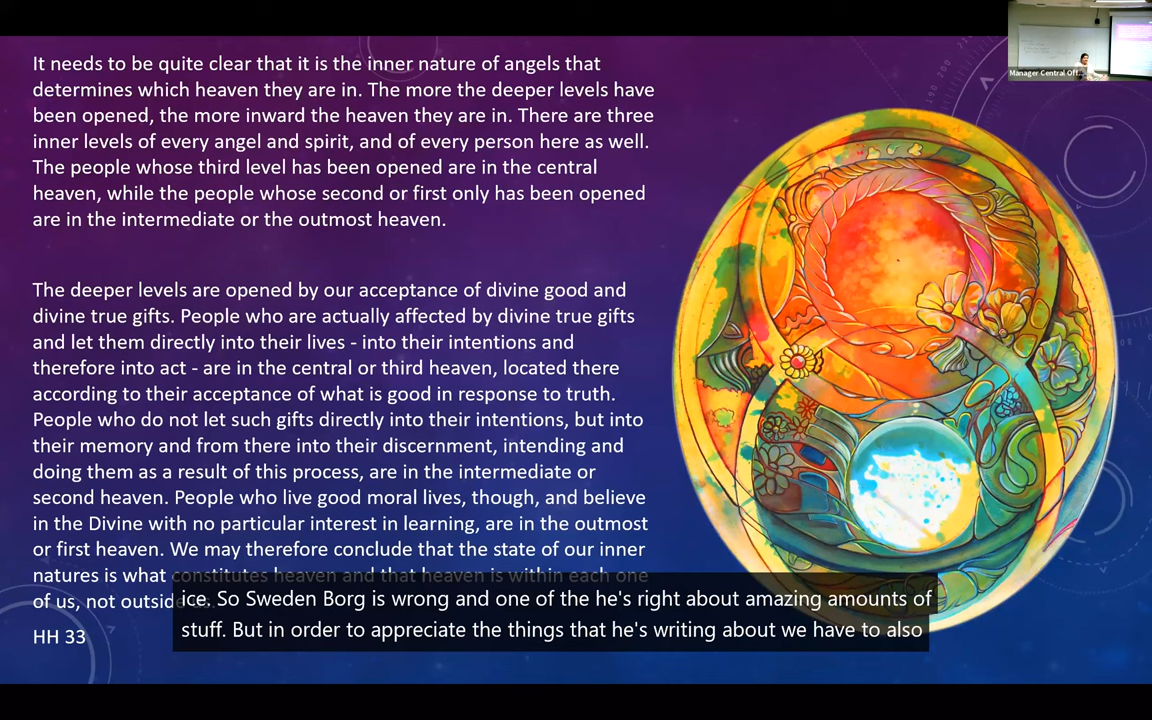 It needs to be quite clear that it is the inner nature of angels that
determines which heaven they are in. The more the deeper levels have
been opened, the more inward the heaven they are in. There are three
inner levels of every angel and spirit, and of every person here as well.
The people whose third level has been opened are in the central
heaven, while the people whose second or first only has been opened
are in the intermediate or the outmost heaven.
The deeper levels are opened by our acceptance of divine good and
divine true gifts. People who are actually affected by divine true gifts
and let them directly into their lives - into their intentions and
therefore into act - are in the central or third heaven, located there
according to their acceptance of what is good in response to truth.
People who do not let such gifts directly into their intentions, but into
their memory and from there into their discernment, intending and
doing them as a result of this process, are in the intermediate or
second heaven. People who live good moral lives, though, and believe
in the Divine with no particular interest in learning, are in the outmost
or first heaven. We may therefore conclude that the state of our inner
natures is what constitutes heaven and that heaven is within each one
of us, not outside
HH 33
ice. So Sweden Borg is wrong and one of the he's right about amazing amounts of
stuff. But in order to appreciate the things that he's writing about we have to also
Manager Central Off...
190 200